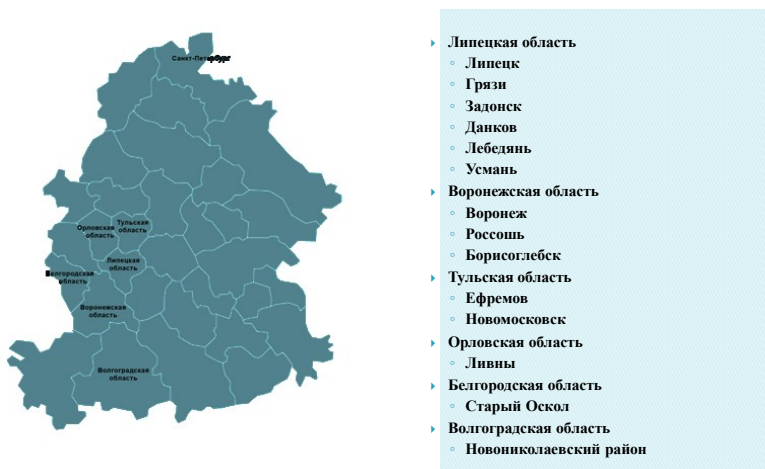 Санкт-Петербург
Тульская
область
Орловская
область
Липецкая
область
Белгородская
область
Воронежская
область
Волгоградская
область
Липецкая область
Липецк
Грязи
Задонск
Данков
Лебедянь
Усмань
Воронежская область
Воронеж
Россошь
Борисоглебск
Тульская область
Ефремов
Новомосковск
Орловская область
Ливны
Белгородская область
Старый Оскол
Волгоградская область
Новониколаевский район